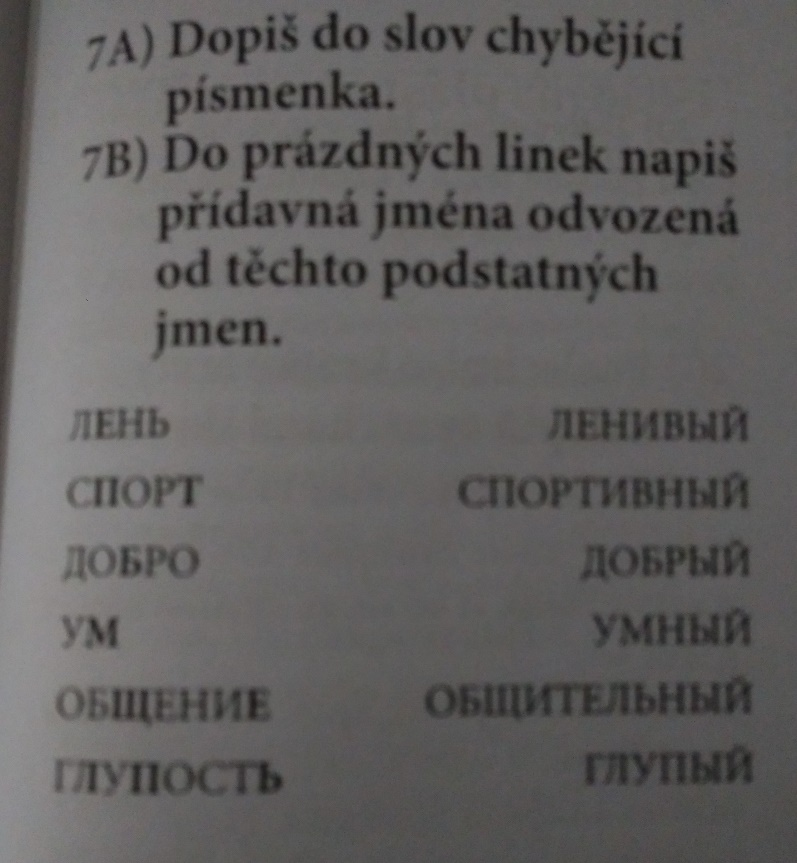 7A) Dopiš do slov chybějící
písmenka.
7B) Do prázdných linek napiš
přídavná jména odvozená
od těchto podstatných
jmen.
ЛЕНЬ ЛЕНИВЫЙ
СПОРТ СПОРТИВНЫЙ
ДОБРО ДОБРЫЙ
УМ УМНЫЙ
ОБЩЕНИЕ ОБЩИТЕЛЬНЫЙ
ГЛУПОСТЬ ГЛУПЫЙ